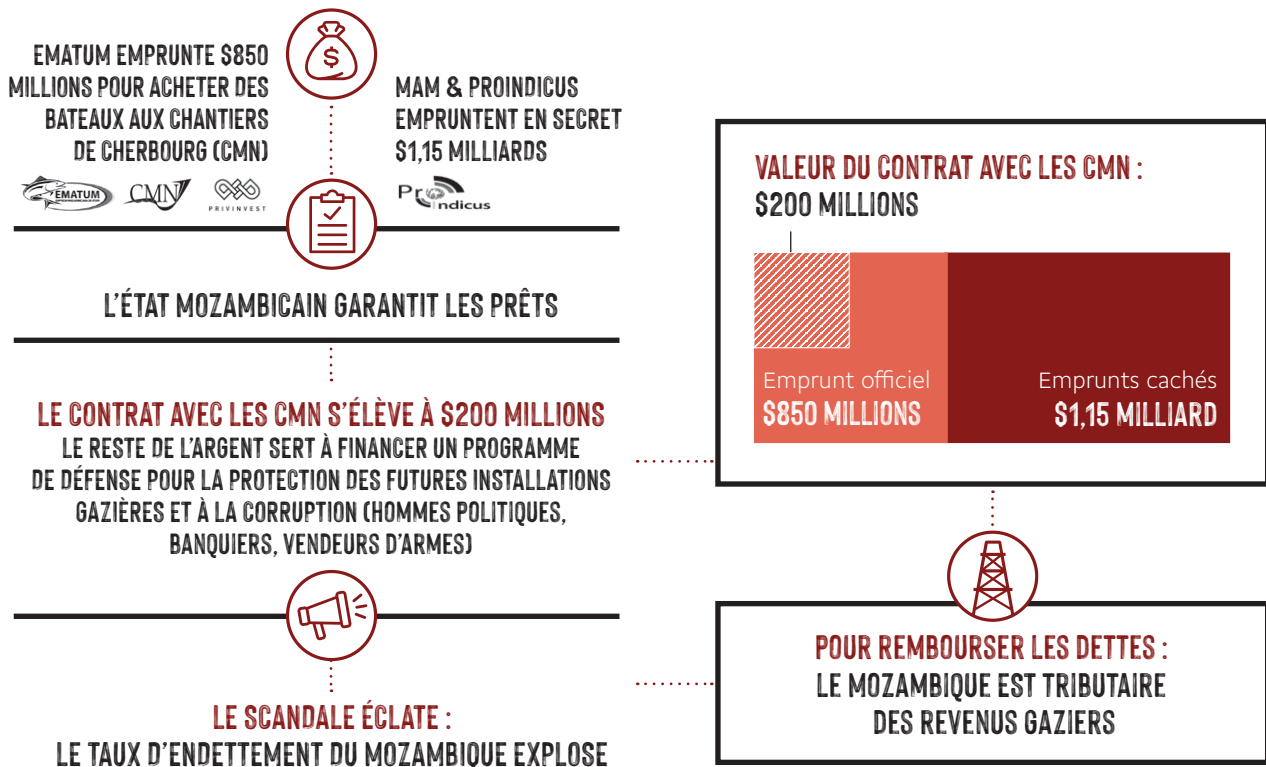 EMATUM EMPRUNTE $850
MILLIONS POUR ACHETER DES
BATEAUX AUX CHANTIERS
DE CHERBOURG (CMN)
EMATUM
CMN
PRIVINVEST
MAM & PROINDICUS
EMPRUNTENT EN SECRET
$1,15 MILLIARDS
Proindicus
L'ÉTAT MOZAMBICAIN GARANTIT LES PRÊTS
LE CONTRAT AVEC LES CMN S'ÉLÈVE À $200 MILLIONS
LE RESTE DE L'ARGENT SERT À FINANCER UN PROGRAMME
DE DÉFENSE POUR LA PROTECTION DES FUTURES INSTALLATIONS
GAZIÈRES ET À LA CORRUPTION (HOMMES POLITIQUES,
BANQUIERS, VENDEURS D'ARMES)
LE SCANDALE ÉCLATE :
LE TAUX D'ENDETTEMENT DU MOZAMBIQUE EXPLOSE
VALEUR DU CONTRAT AVEC LES CMN :
$200 MILLIONS
Emprunt officiel
$850 MILLIONS
Emprunts cachés
$1,15 MILLIARD
POUR REMBOURSER LES DETTES :
LE MOZAMBIQUE EST TRIBUTAIRE
DES REVENUS GAZIERS